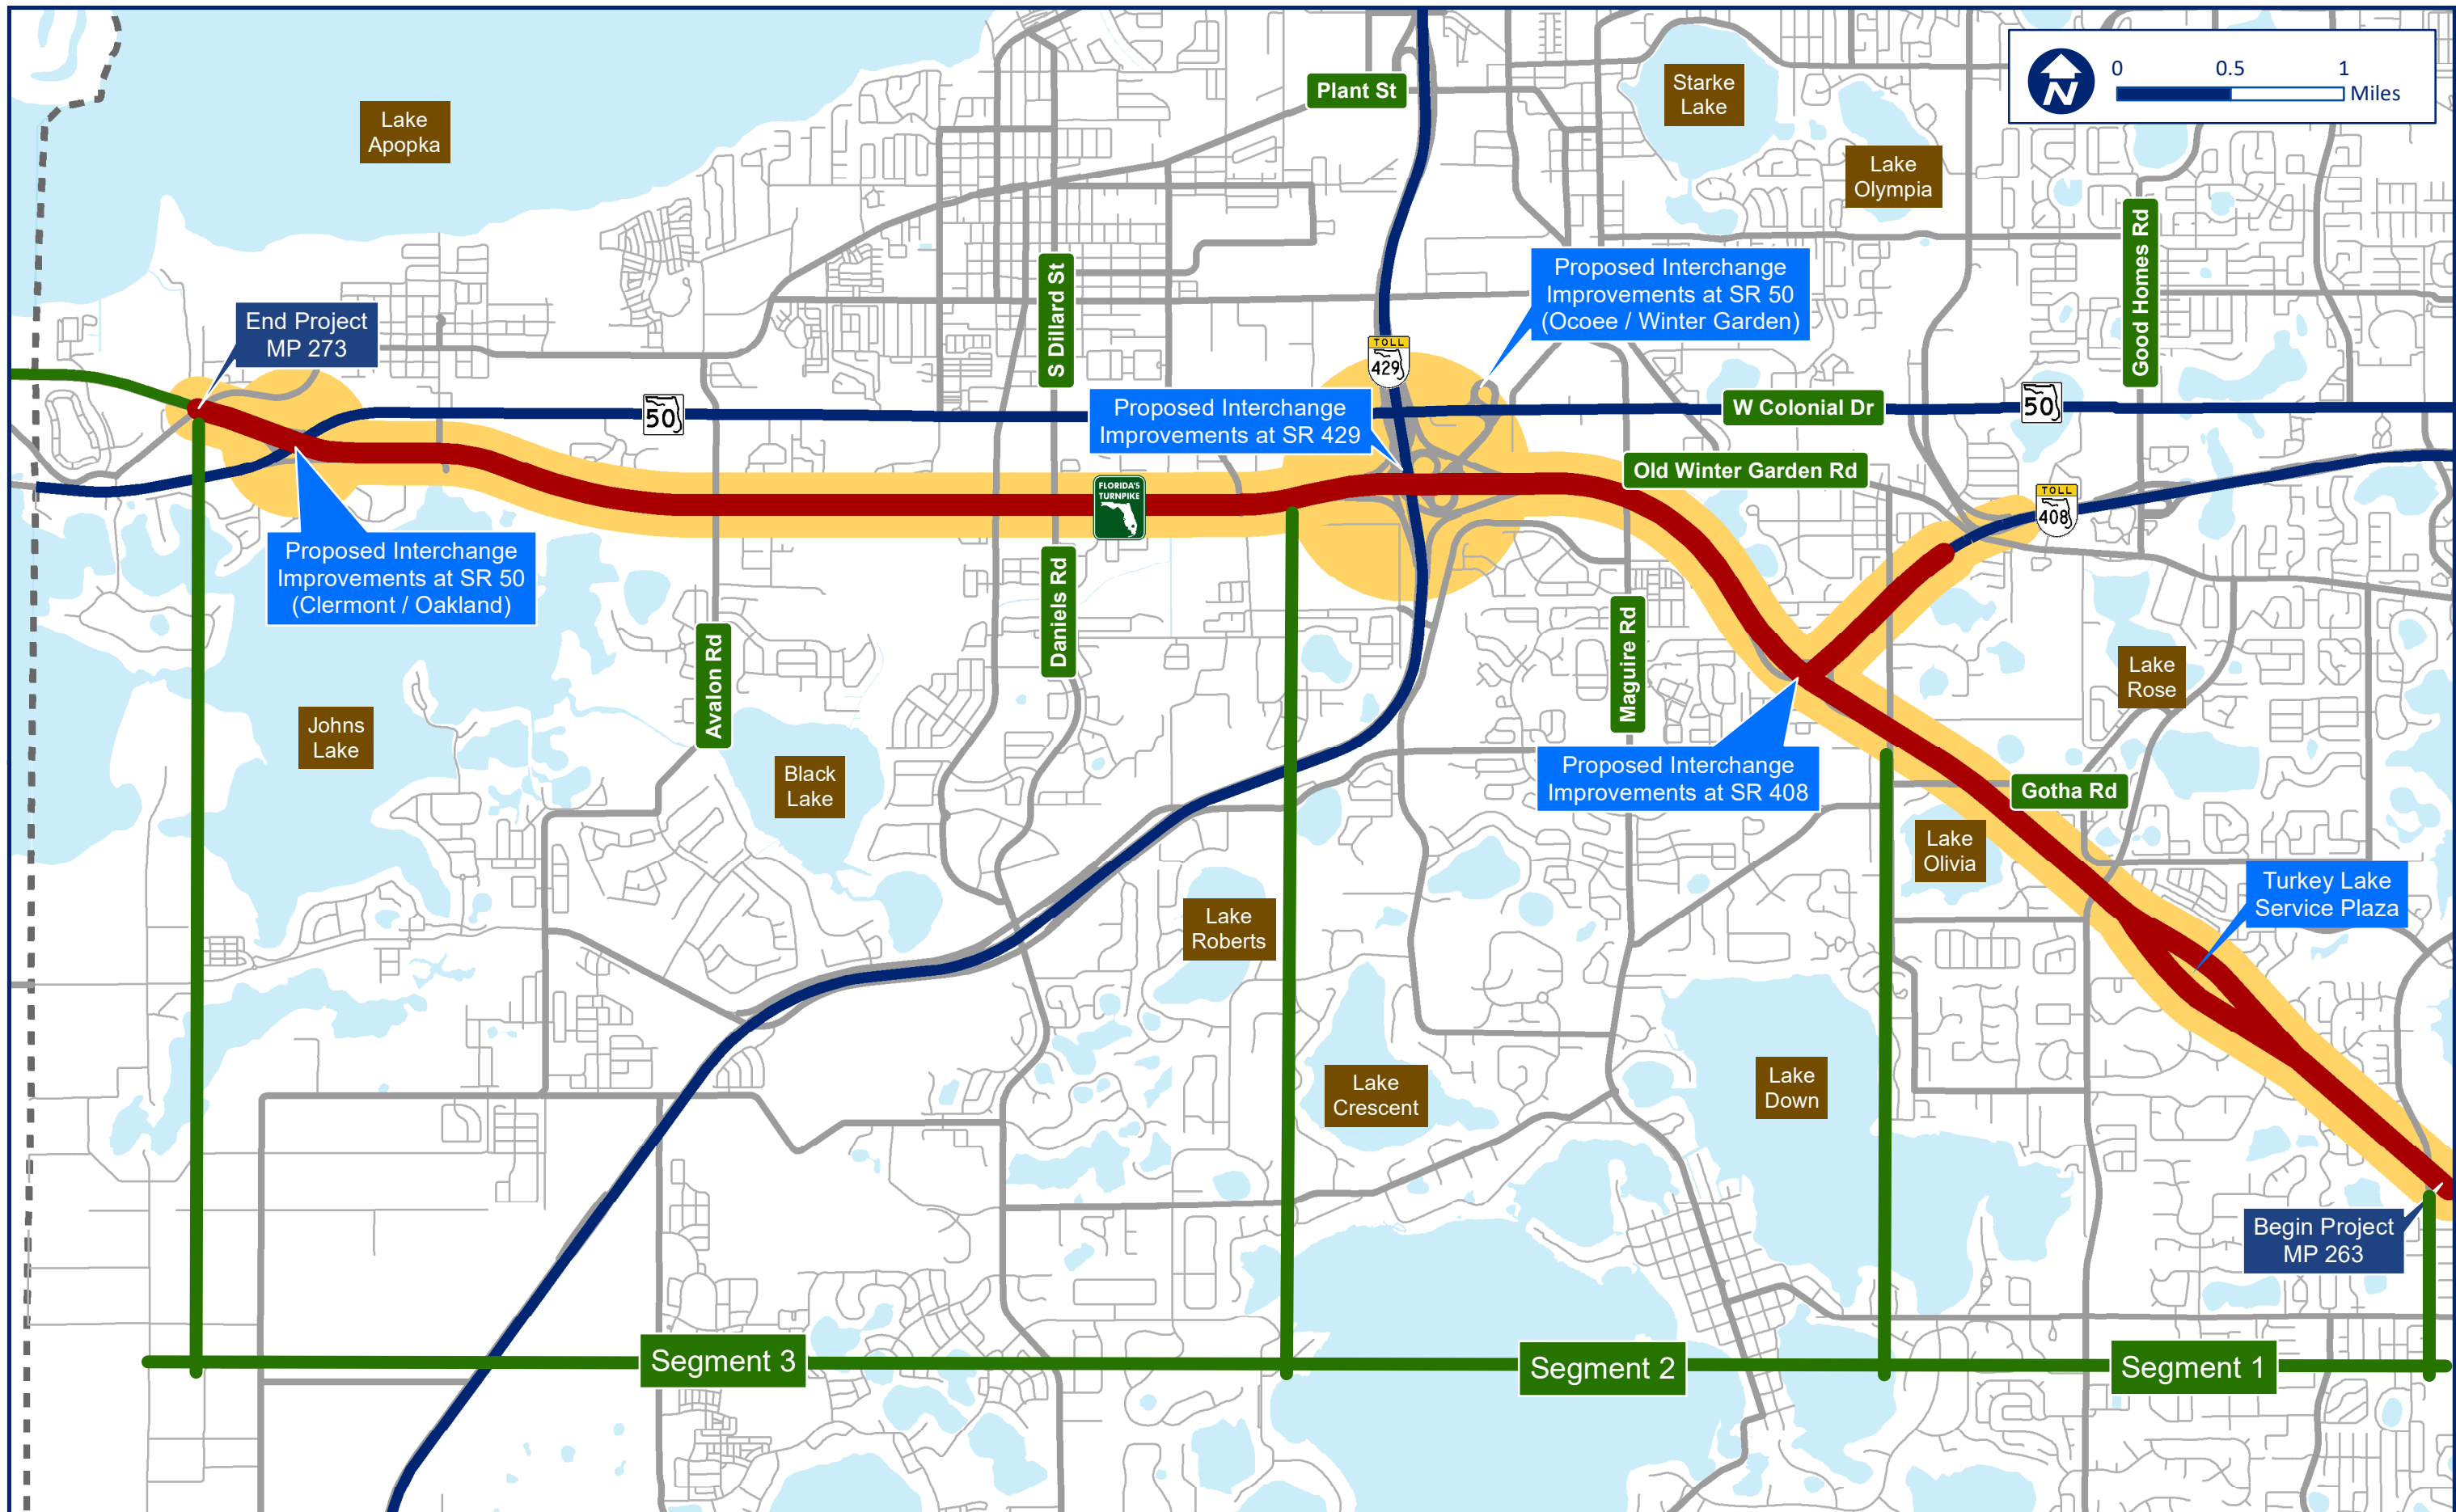 0 0.5 1
Miles
N
Plant St
Starke
Lake
Lake
Apopka
Lake
Olympia
Good Homes Rd
S Dillard St
Proposed Interchange
Improvements at SR 50
(Ocoee / Winter Garden)
End Project
MP 273
TOLL
429
50
Proposed Interchange
Improvements at SR 429
W Colonial Dr
50
Old Winter Garden Rd
FLORIDA'S
TURNPIKE
TOLL
408
Proposed Interchange
Improvements at SR 50
(Clermont / Oakland)
Daniels Rd
Avalon Rd
Maguire Rd
Lake
Rose
Johns
Lake
Black
Lake
Proposed Interchange
Improvements at SR 408
Gotha Rd
Lake
Olivia
Turkey Lake
Service Plaza
Lake
Roberts
Lake
Crescent
Lake
Down
Begin Project
MP 263
Segment 3
Segment 2
Segment 1